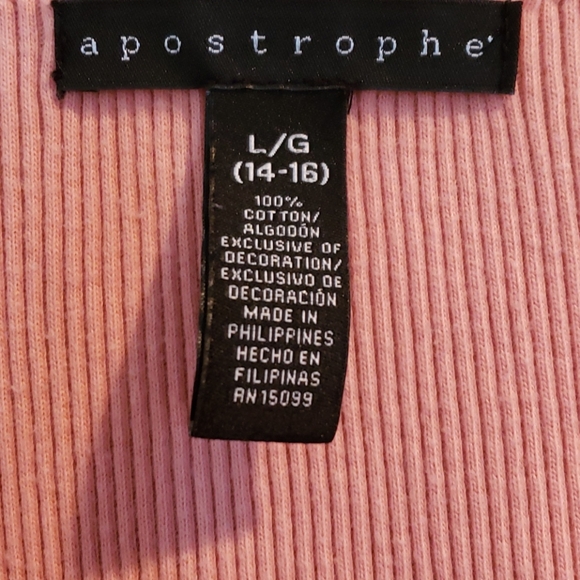 apostrophe
L/G
(14-16)
100%
COTTON/
ALGODÓN
EXCLUSIVE OF
DECORATION/
EXCLUSIVO DE
DECORACIÓN
MADE IN
PHILIPPINES
HECHO EN
FILIPINAS
RN 15099